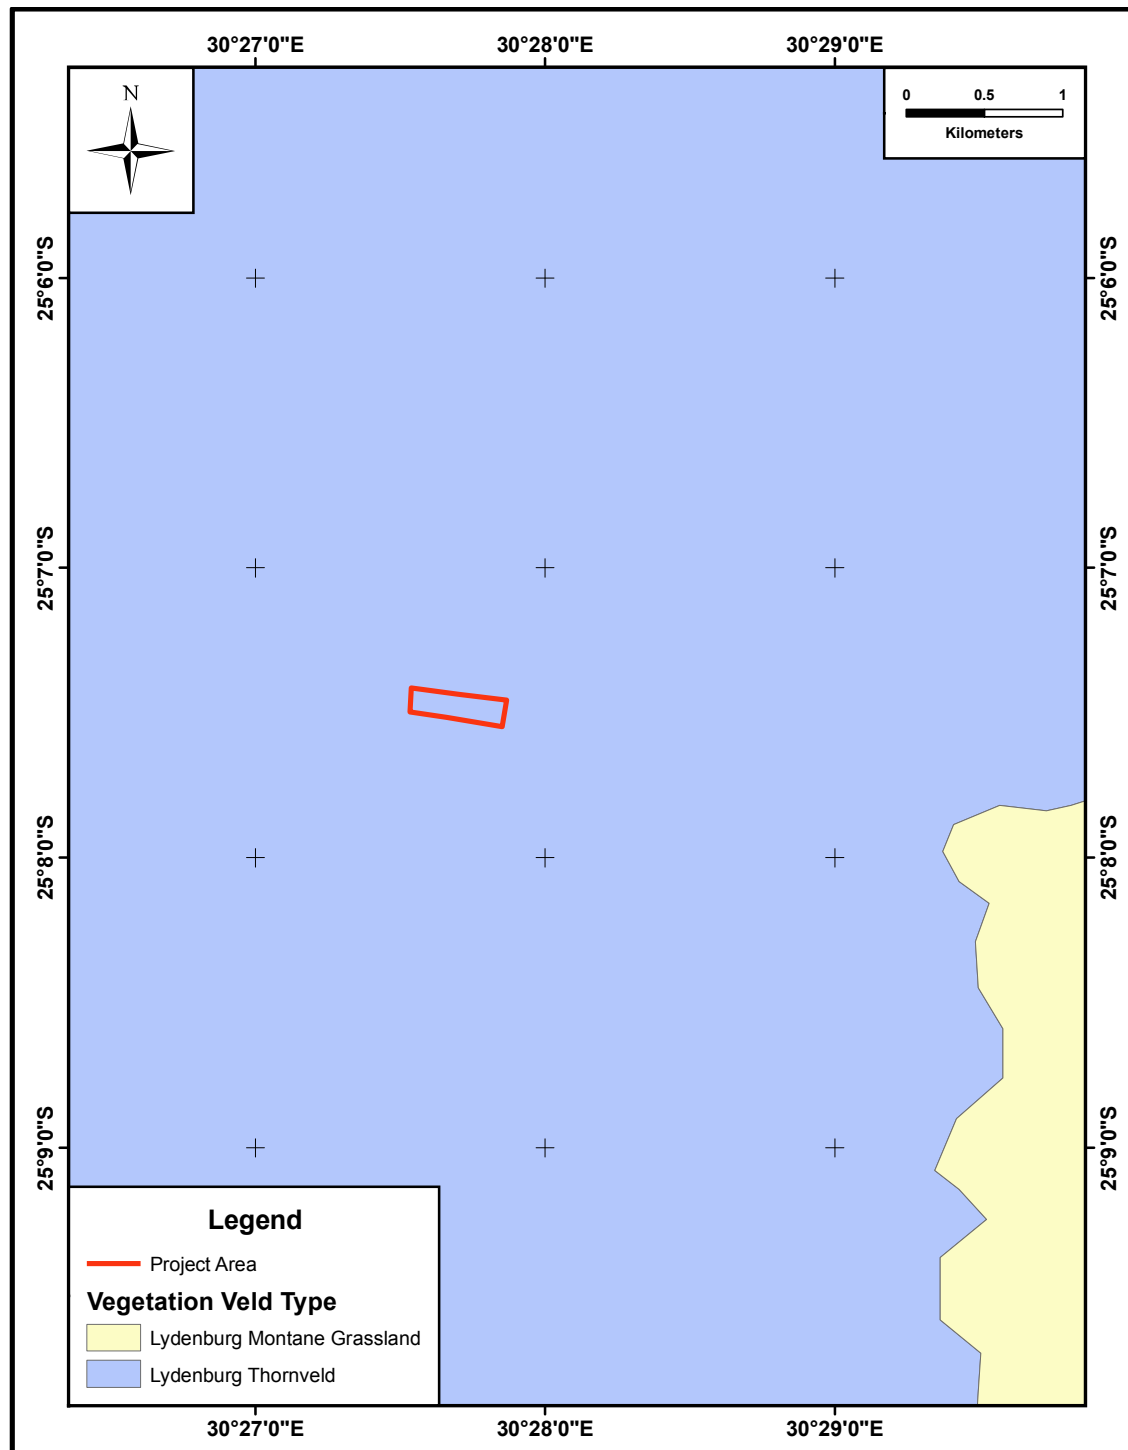 30°27'0"E 30°28'0"E 30°29'0"E
N
0 0.5 1
Kilometers
25°6'0"S 25°6'0"S
25°7'0"S 25°7'0"S
25°8'0"S 25°8'0"S
25°9'0"S 25°9'0"S
Legend
Project Area
Vegetation Veld Type
Lydenburg Montane Grassland
Lydenburg Thornveld
30°27'0"E 30°28'0"E 30°29'0"E